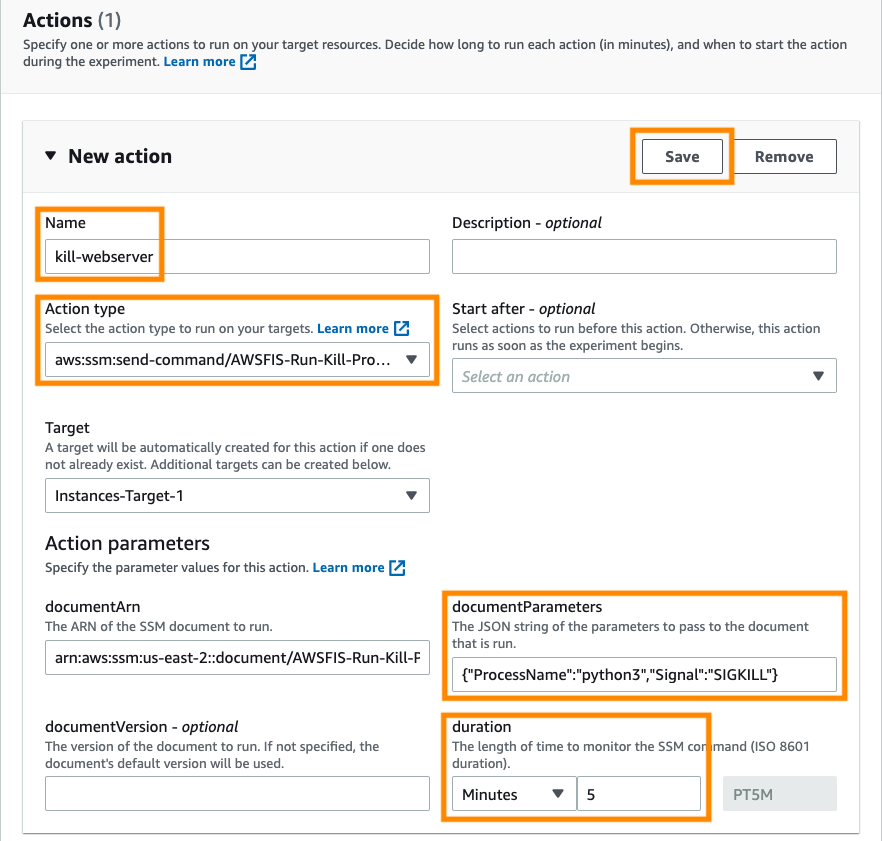 Actions (1)
Specify one or more actions to run on your target resources. Decide how long to run each action (in minutes), and when to start the action
during the experiment. Learn more
New action
Save
Remove
Name
kill-webserver
Description - optional
Action type
Select the action type to run on your targets. Learn more
aws:ssm:send-command/AWSFIS-Run-Kill-Pro...
Start after - optional
Select actions to run before this action. Otherwise, this action
runs as soon as the experiment begins.
Select an action
Target
A target will be automatically created for this action if one does
not already exist. Additional targets can be created below.
Instances-Target-1
Action parameters
Specify the parameter values for this action. Learn more
documentArn
The ARN of the SSM document to run.
arn:aws:ssm:us-east-2::document/AWSFIS-Run-Kill-P
documentParameters
The JSON string of the parameters to pass to the document
that is run.
{"ProcessName":"python3","Signal":"SIGKILL"}
documentVersion - optional
The version of the document to run. If not specified, the
document's default version will be used.
duration
The length of time to monitor the SSM command (ISO 8601
duration).
Minutes
5
PT5M